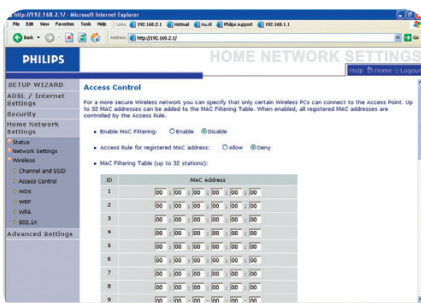 http://192.168.2.1/ - Microsoft Internet Explorer
File Edit View Favorites Tools Help Links 192.168.2.1 Hotmail nu.nl Philips support 192.168.1.1
Back
Address http://192.168.2.1/ Go
PHILIPS
HOME NETWORK SETTINGS
Help Home Logout
SETUP WIZARD
ADSL / Internet Settings
Security
Home Network Settings
Status
Network Settings
Wireless
Channel and SSID
Access Control
WDS
WEP
WPA
802.1X
Advanced Settings
Access Control
For a more secure Wireless network you can specify that only certain Wireless PCs can connect to the Access Point. Up
to 32 MAC addresses can be added to the MAC Filtering Table. When enabled, all registered MAC addresses are
controlled by the Access Rule.
• Enable MAC Filtering: Enable Disable
• Access Rule for registered MAC address: Allow Deny
• MAC Filtering Table (up to 32 stations):
ID MAC Address
1 00 : 00 : 00 : 00 : 00 : 00
2 00 : 00 : 00 : 00 : 00 : 00
3 00 : 00 : 00 : 00 : 00 : 00
4 00 : 00 : 00 : 00 : 00 : 00
5 00 : 00 : 00 : 00 : 00 : 00
6 00 : 00 : 00 : 00 : 00 : 00
7 00 : 00 : 00 : 00 : 00 : 00
8 00 : 00 : 00 : 00 : 00 : 00
9 00 : 00 : 00 : 00 : 00 : 00